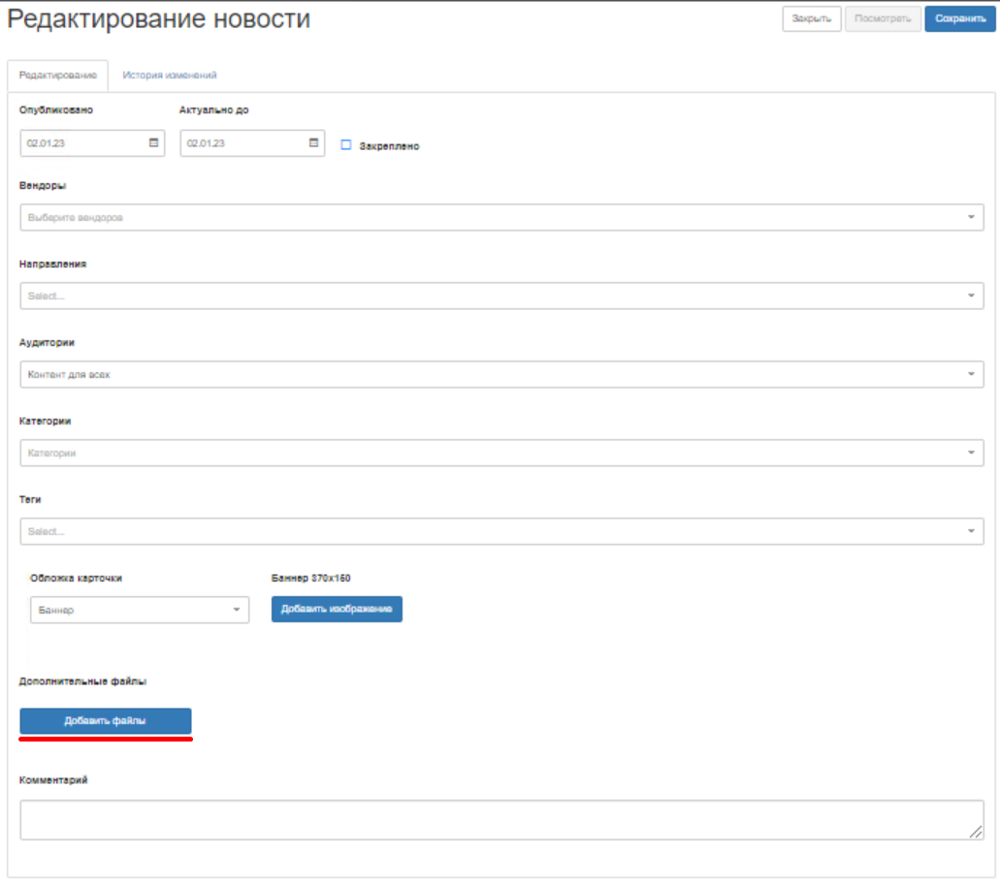 Редактирование новости
Закрыть Посмотреть Сохранить
Редактирование История изменений
Опубликовано Актуально до
02.01.23 02.01.23 Закреплено
Вендоры
Выберите вендоров
Направления
Select...
Аудитории
Контент для всех
Категории
Категории
Теги
Select...
Обложка карточки Баннер 370x160
Баннер Добавить изображение
Дополнительные файлы
Добавить файлы
Комментарий